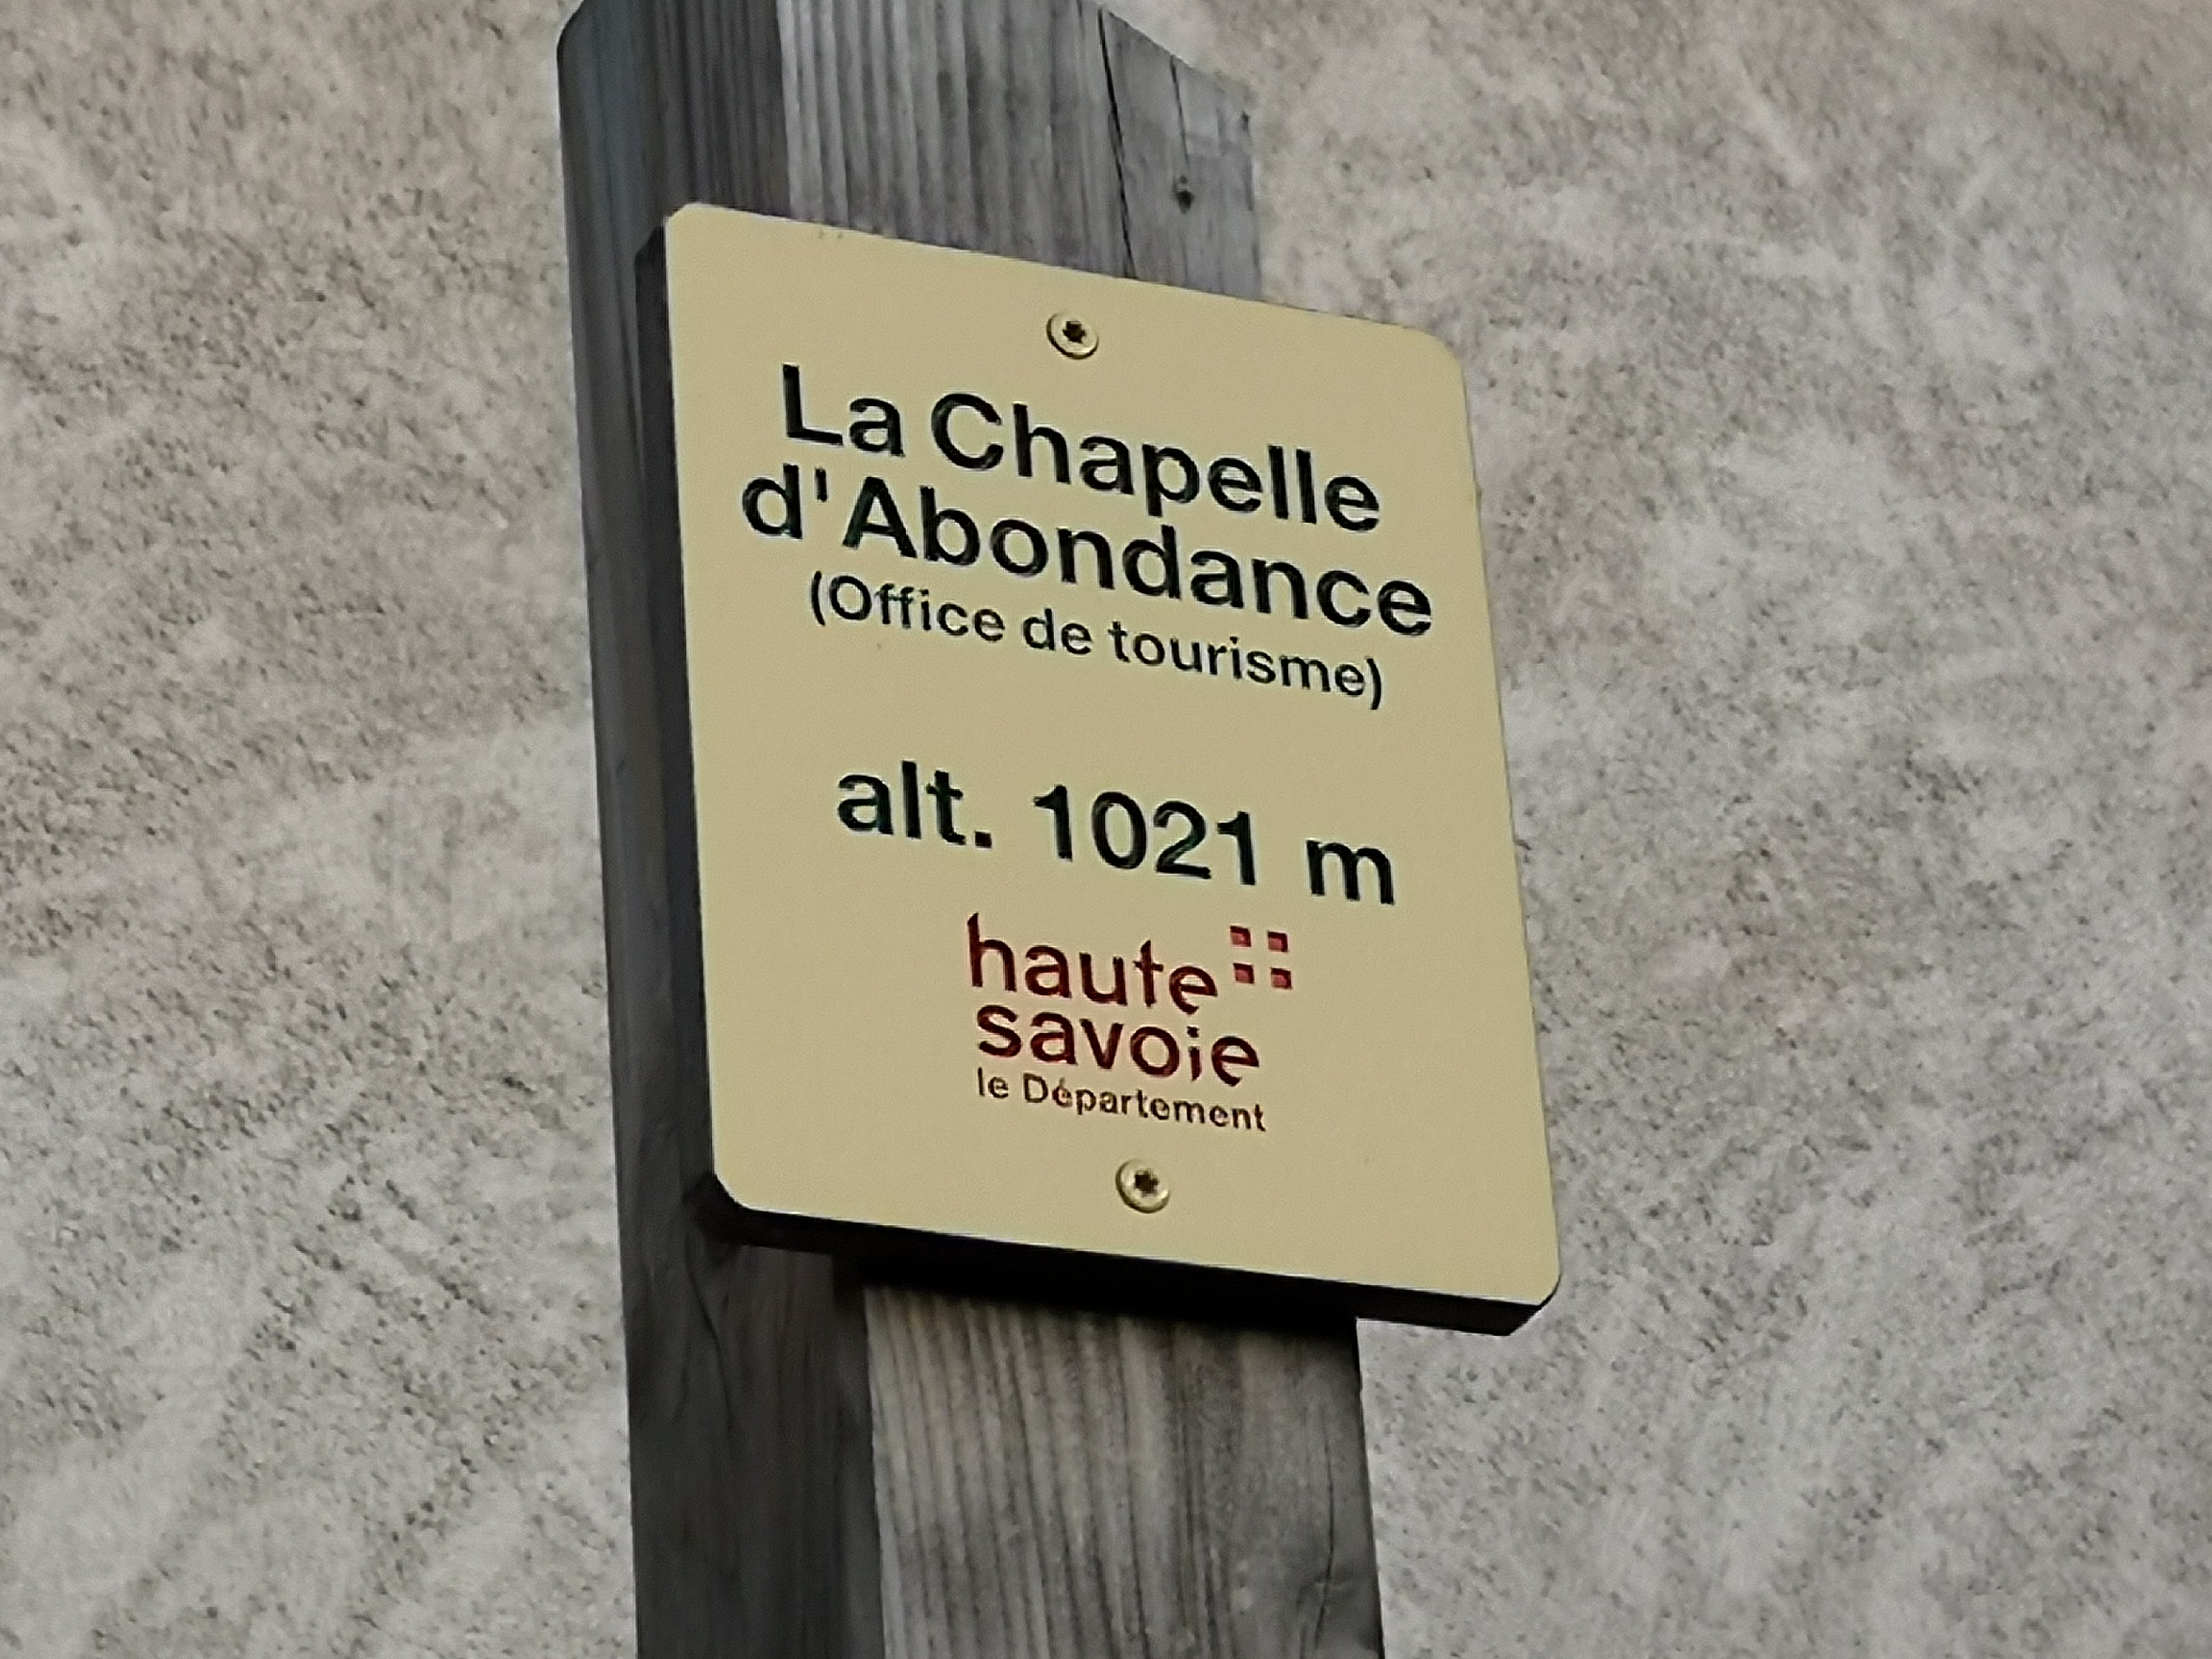 La Chapelle
d'Abondance
(Office de tourisme)
alt. 1021 m
haute
savoie
le Département